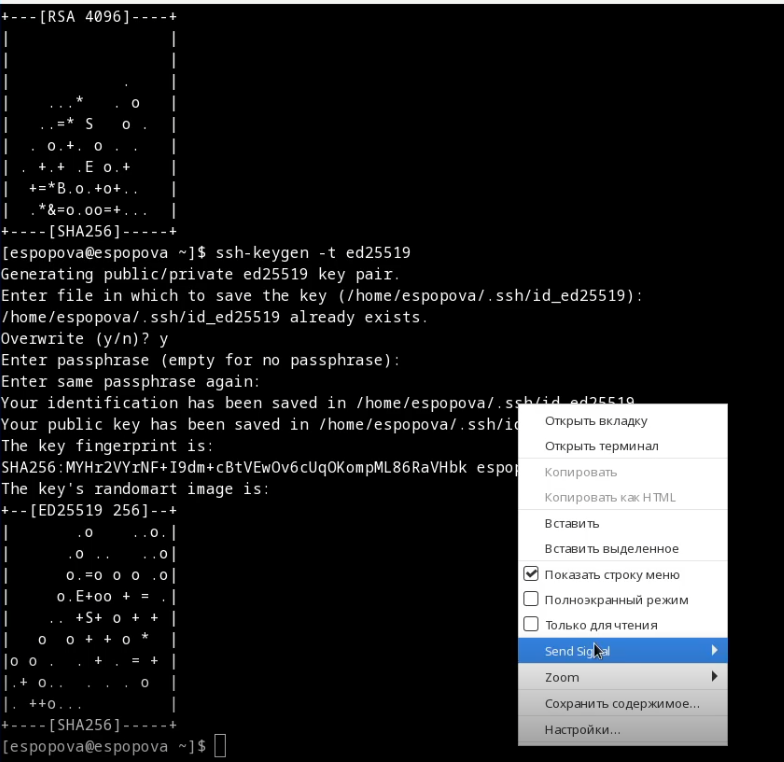 +---[RSA 4096]----+
|                 |
|                 |
|            .    |
|    ...*   . o   |
|   ..=* S   o .  |
|  . o.+. o . .   |
| . +.+ .E o.+    |
|  +=*B.o.+o+..   |
|  .*&=o.oo=+...  |
+----[SHA256]-----+
[espopova@espopova ~]$ ssh-keygen -t ed25519
Generating public/private ed25519 key pair.
Enter file in which to save the key (/home/espopova/.ssh/id_ed25519):
/home/espopova/.ssh/id_ed25519 already exists.
Overwrite (y/n)? y
Enter passphrase (empty for no passphrase):
Enter same passphrase again:
Your identification has been saved in /home/espopova/.ssh/id_ed25519
Your public key has been saved in /home/espopova/.ssh/id
The key fingerprint is:
SHA256:MYHr2VYrNF+I9dm+cBtVEwOv6cUqOKompML86RaVHbk espop
The key's randomart image is:
+--[ED25519 256]--+
|       .o    ..o.|
|      .o ..   ..o|
|      o.=o o o .o|
|     o.E+oo + = .|
|    .. +S+ o + + |
|   o  o + + o *  |
|o o .  . + . = + |
|.+ o..  . . . o  |
|. ++o...         |
+----[SHA256]-----+
[espopova@espopova ~]$
Открыть вкладку
Открыть терминал
Копировать
Копировать как HTML
Вставить
Вставить выделенное
Показать строку меню
Полноэкранный режим
Только для чтения
Send Signal
Zoom
Сохранить содержимое...
Настройки...